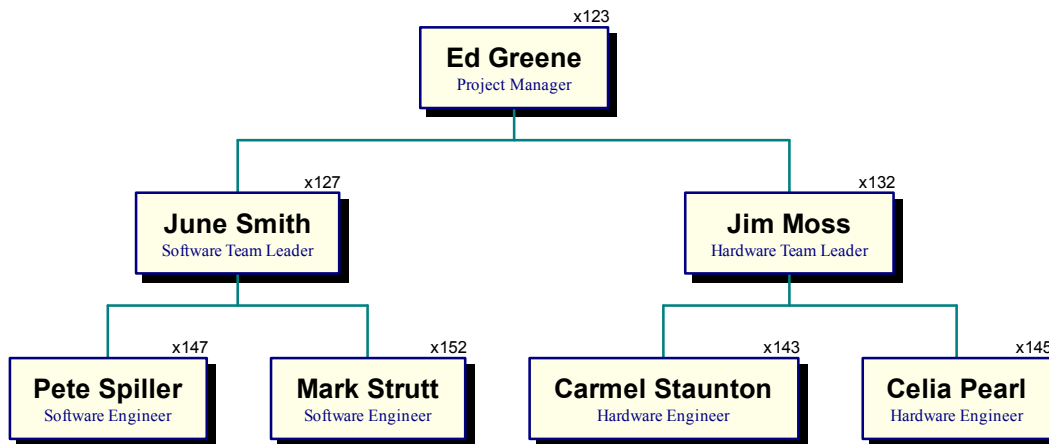 x123
Ed Greene
Project Manager
x127
June Smith
Software Team Leader
x132
Jim Moss
Hardware Team Leader
x147
Pete Spiller
Software Engineer
x152
Mark Strutt
Software Engineer
x143
Carmel Staunton
Hardware Engineer
x145
Celia Pearl
Hardware Engineer